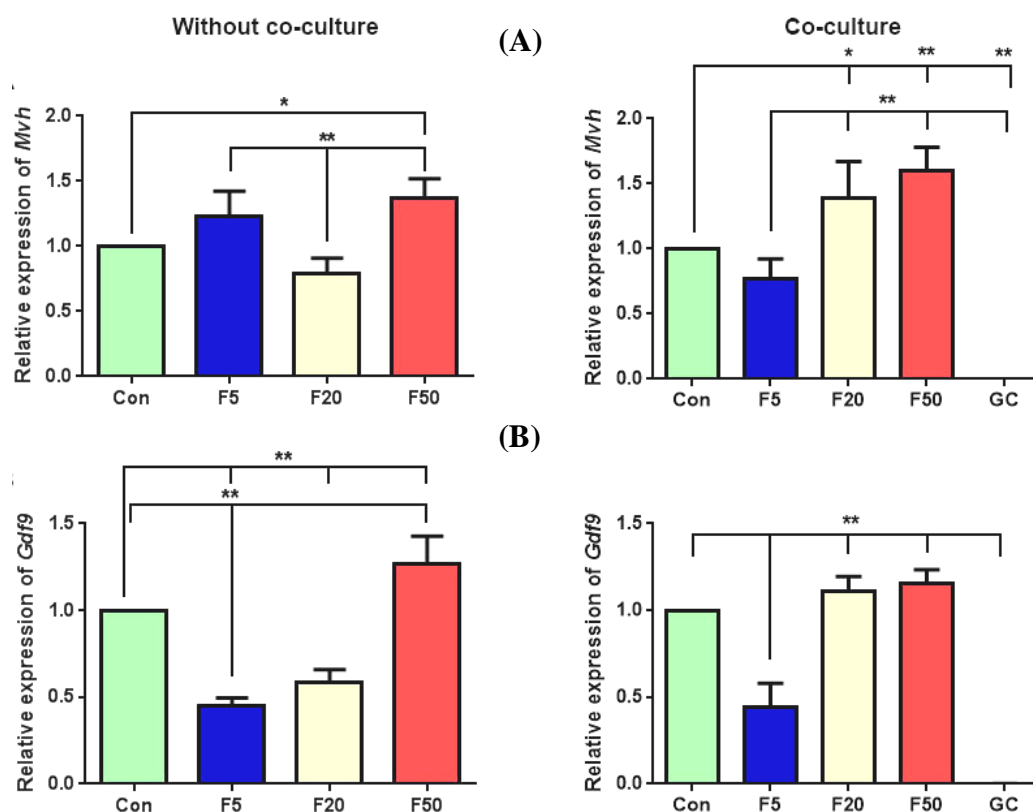 Without co-culture
(A)
Co-culture
Relative expression of Mvh
2.0
1.5
1.0
0.5
0.0
*
**
Con F5 F20 F50
Relative expression of Mvh
2.0
1.5
1.0
0.5
0.0
* ** **
**
Con F5 F20 F50 GC
(B)
Relative expression of Gdf9
1.5
1.0
0.5
0.0
**
**
Con F5 F20 F50
Relative expression of Gdf9
1.5
1.0
0.5
0.0
**
Con F5 F20 F50 GC